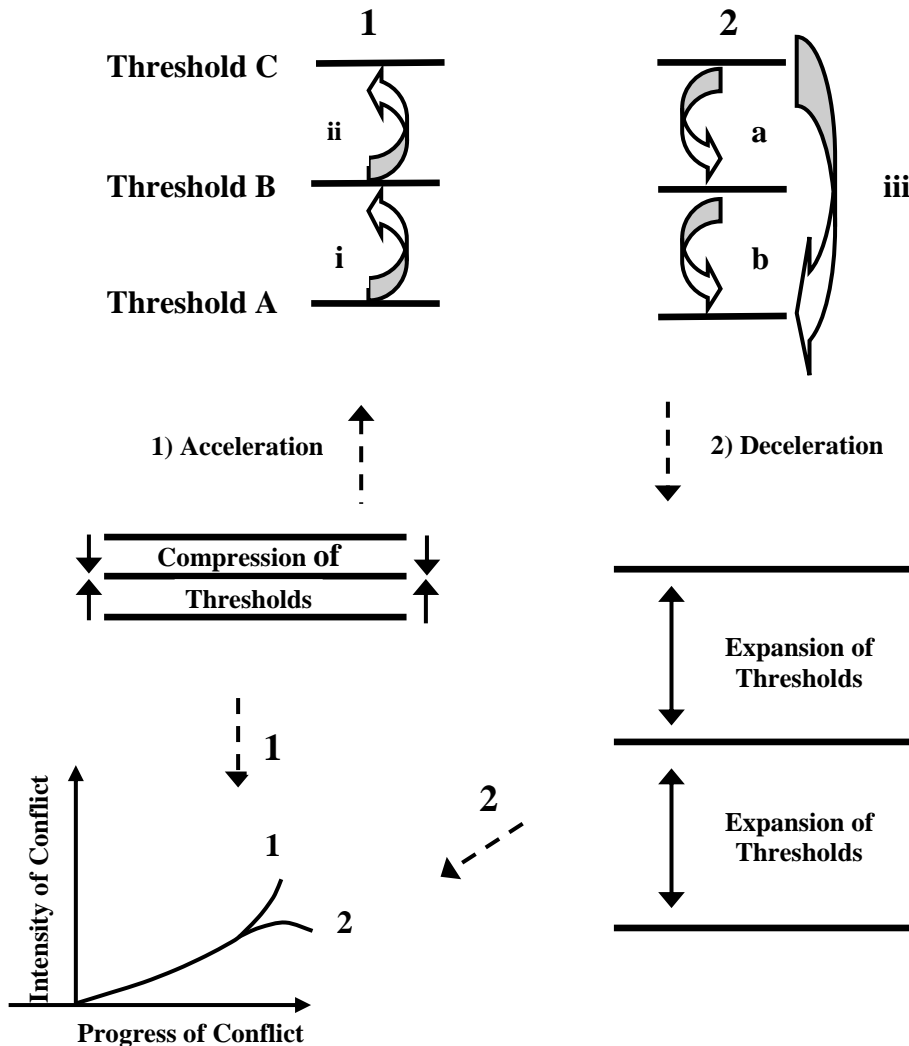 1
2
Threshold C
ii
a
Threshold B
iii
i
b
Threshold A
1) Acceleration
2) Deceleration
Compression of
Thresholds
Expansion of
Thresholds
1
2
Expansion of
Thresholds
Intensity of Conflict
1
2
Progress of Conflict